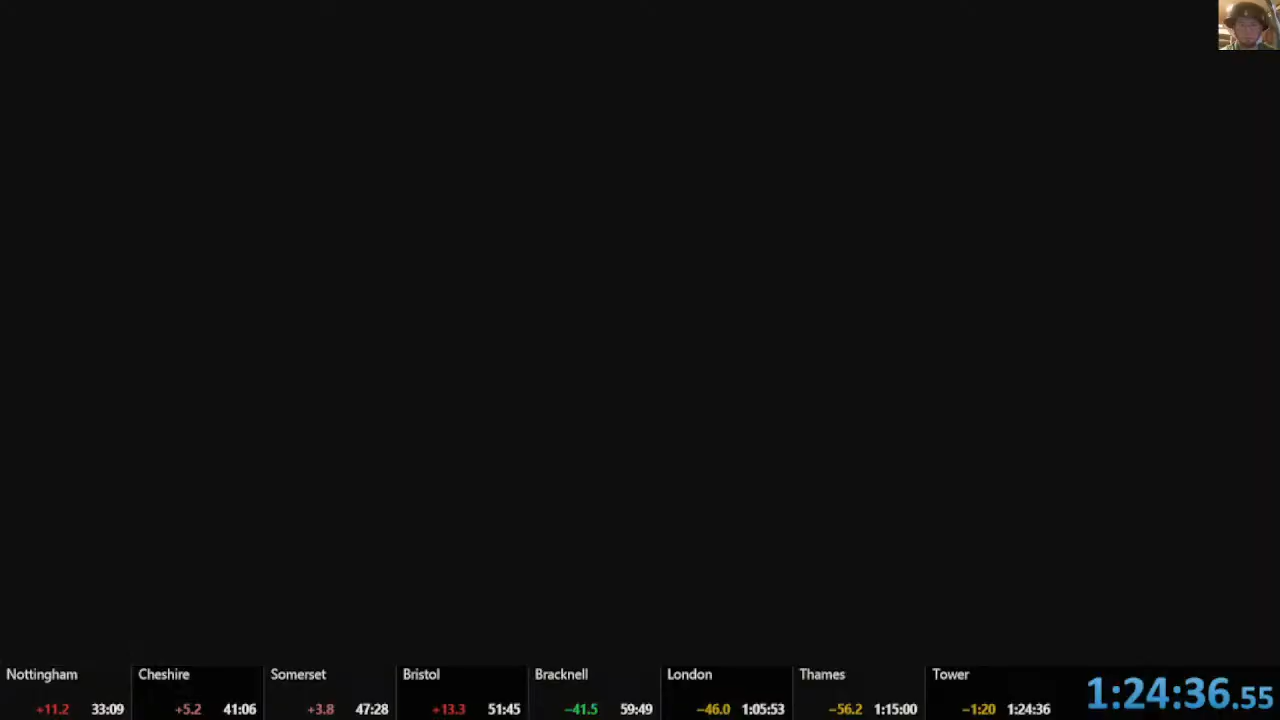 Nottingham Cheshire Somerset Bristol Bracknell London Thames Tower
+11.2 33:09 +5.2 41:06 +3.8 47:28 +13.3 51:45 −41.5 59:49 −46.0 1:05:53 −56.2 1:15:00 −1:20 1:24:36 1:24:36.55